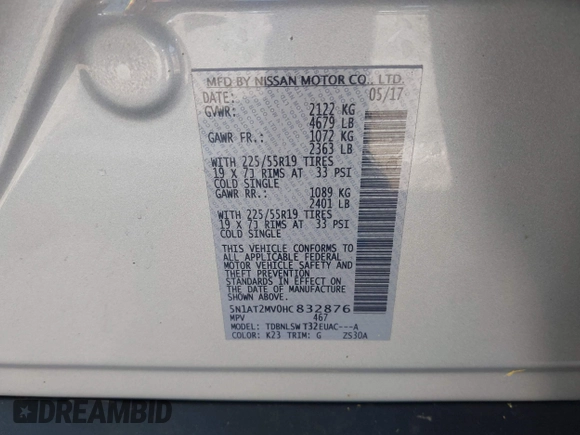 MFD BY NISSAN MOTOR CO., LTD.
DATE: 05/17
GVWR: 2122 KG
4679 LB
GAWR FR.: 1072 KG
2363 LB
WITH 225/55R19 TIRES
19 X 7J RIMS AT 33 PSI
COLD SINGLE
GAWR RR.: 1089 KG
2401 LB
WITH 225/55R19 TIRES
19 X 7J RIMS AT 33 PSI
COLD SINGLE
THIS VEHICLE CONFORMS TO
ALL APPLICABLE FEDERAL
MOTOR VEHICLE SAFETY AND
THEFT PREVENTION
STANDARDS IN EFFECT ON
THE DATE OF MANUFACTURE SHOWN
ABOVE.
5N1AT2MV0HC832876
MPV 467
MODEL: TDBNLSWT32EUAC---A
COLOR: K23 TRIM: G 2S30A
DREAMBID